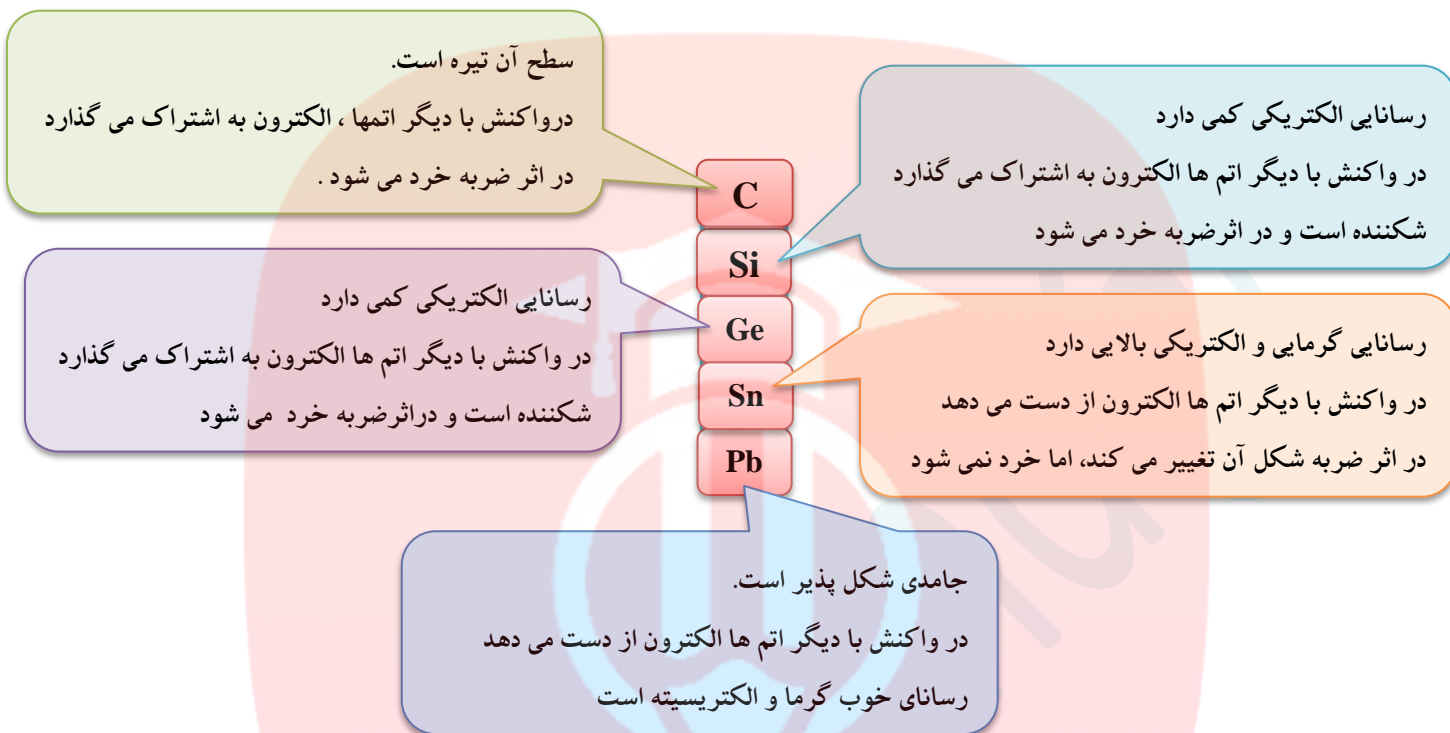 سطح آن تیره است.
درواکنش با دیگر اتمها ، الکترون به اشتراک می گذارد
در اثر ضربه خرد می شود .
رسانایی الکتریکی کمی دارد
در واکنش با دیگر اتم ها الکترون به اشتراک می گذارد
شکننده است و در اثرضربه خرد می شود
C
Si
Ge
Sn
Pb
رسانایی الکتریکی کمی دارد
در واکنش با دیگر اتم ها الکترون به اشتراک می گذارد
شکننده است و دراثرضربه خرد می شود
رسانایی گرمایی و الکتریکی بالایی دارد
در واکنش با دیگر اتم ها الکترون از دست می دهد
در اثر ضربه شکل آن تغییر می کند، اما خرد نمی شود
جامدی شکل پذیر است.
در واکنش با دیگر اتم ها الکترون از دست می دهد
رسانای خوب گرما و الکتریسیته است